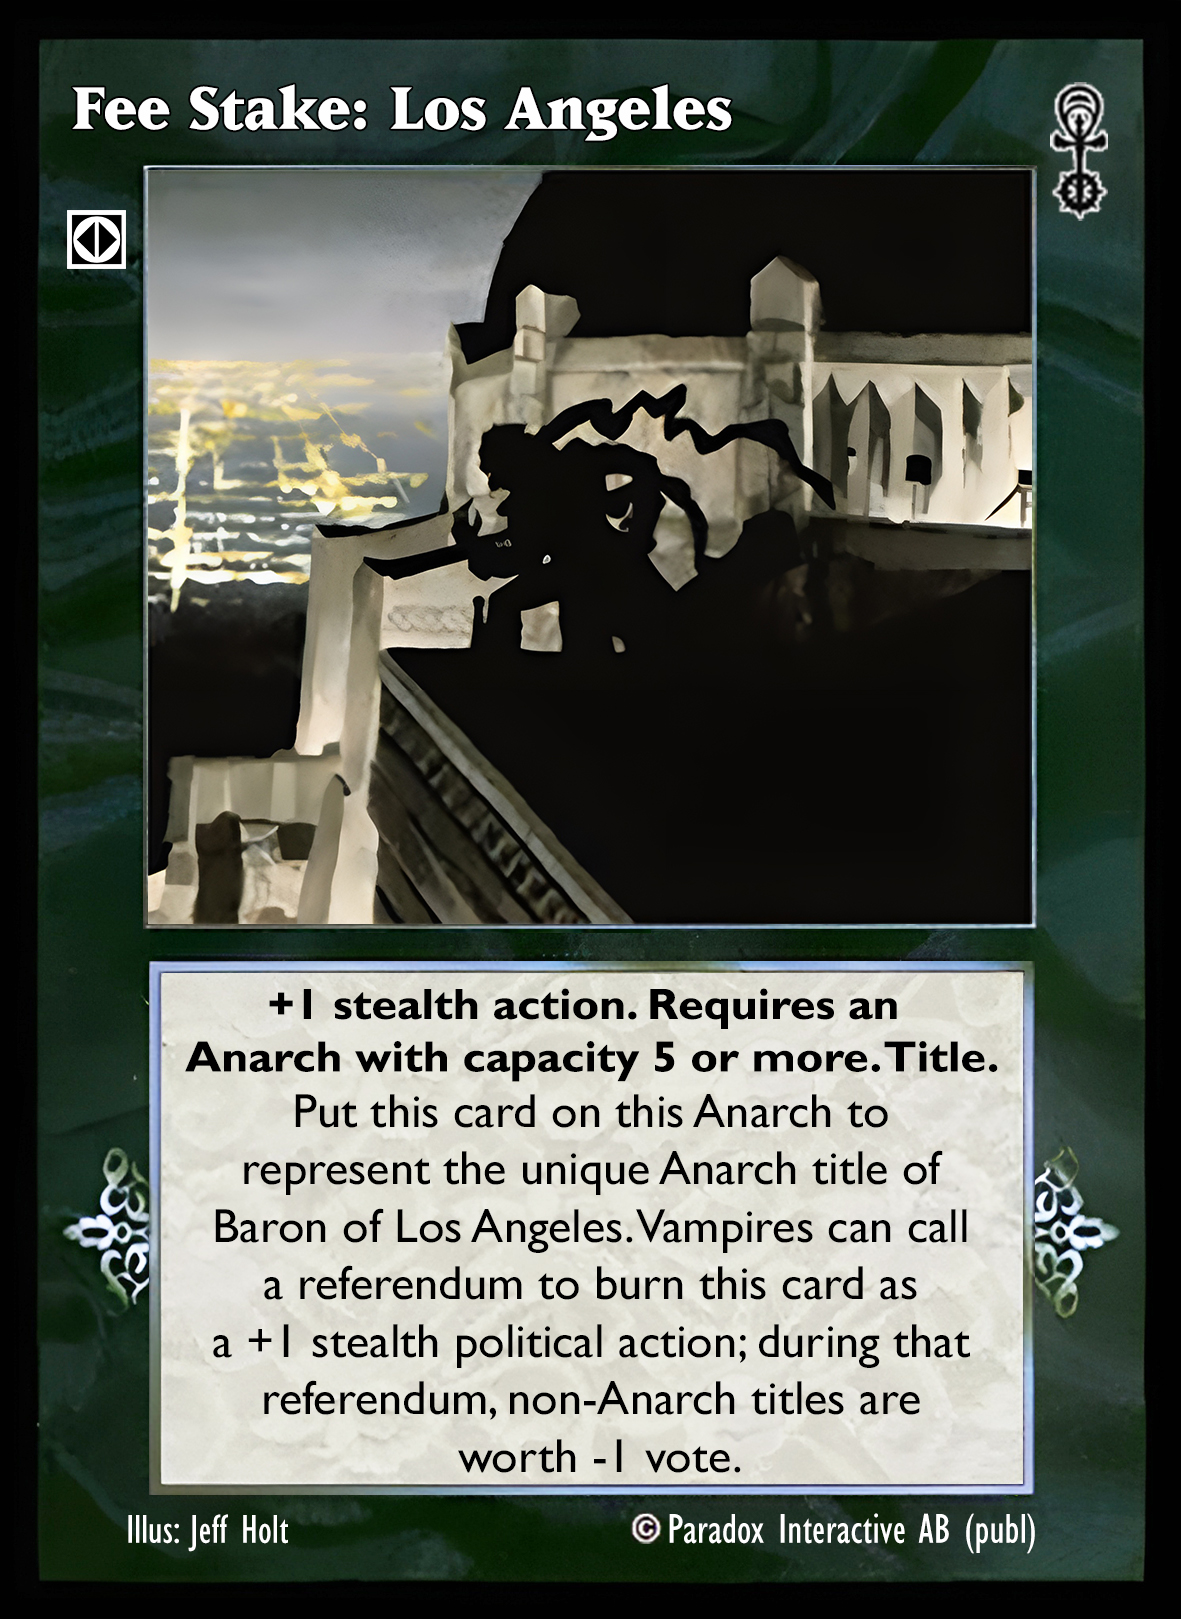 Fee Stake: Los Angeles
+1 stealth action. Requires an
Anarch with capacity 5 or more. Title.
Put this card on this Anarch to
represent the unique Anarch title of
Baron of Los Angeles. Vampires can call
a referendum to burn this card as
a +1 stealth political action; during that
referendum, non-Anarch titles are
worth -1 vote.
Illus: Jeff Holt
© Paradox Interactive AB (publ)